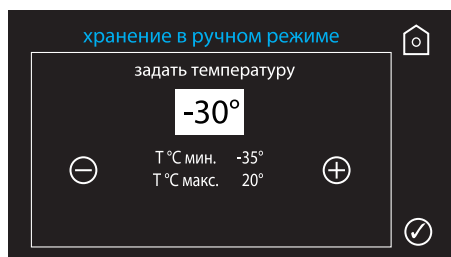 хранение в ручном режиме
задать температуру
-30°
T °C мин. -35°
T °C макс. 20°